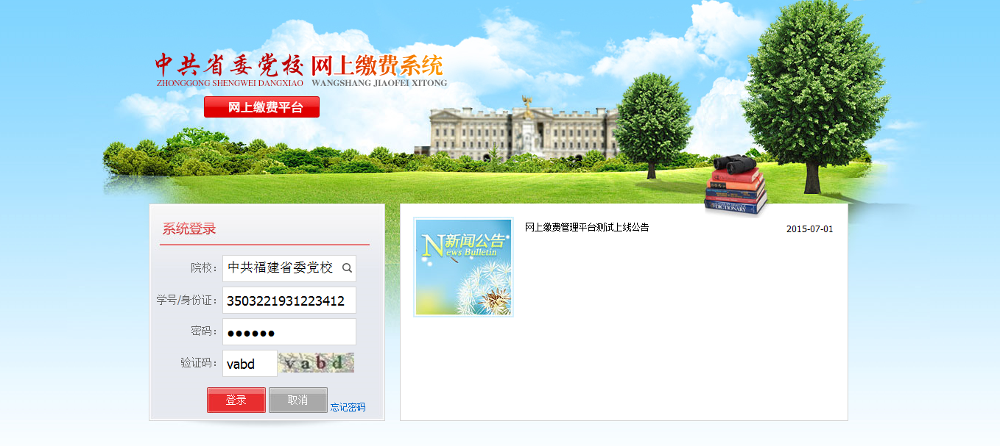 中共省委党校 网上缴费系统
ZHONGGONG SHENGWEI DANGXIAO WANGSHANG JIAOFEI XITONG
网上缴费平台
DICTIONARY
系统登录
院校： 中共福建省委党校
学号/身份证： 3503221931223412
密码： ●●●●●●
验证码： vabd vabd
登录 取消 忘记密码
新闻公告
News Bulletin
网上缴费管理平台测试上线公告 2015-07-01